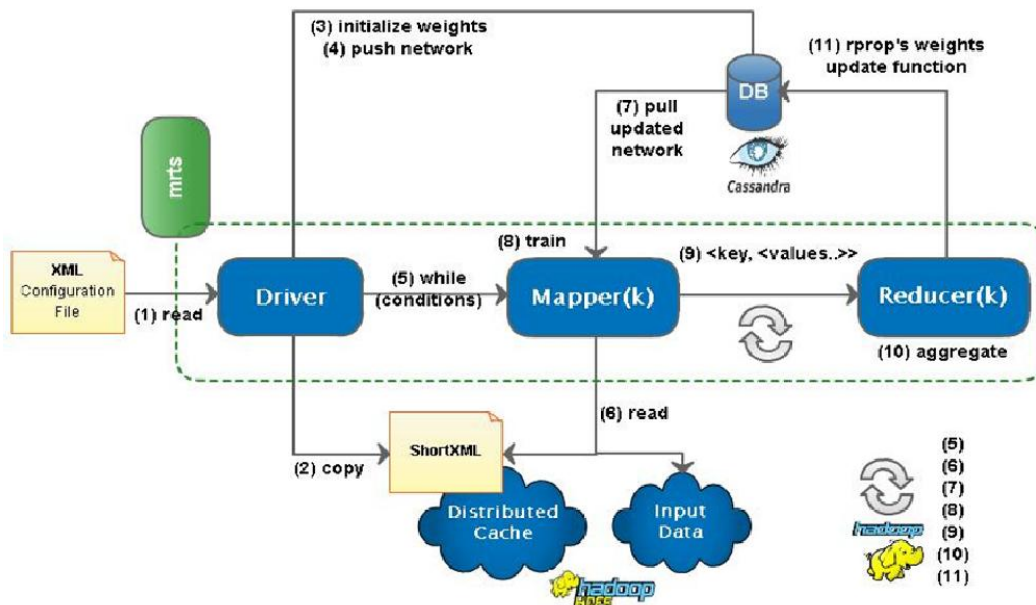 (3) initialize weights
(4) push network
(11) rprop's weights
update function
DB
(7) pull
updated
network
Cassandra
mrts
(8) train
(9) <key, <values..>>
XML
Configuration
File
(1) read
Driver
(5) while
(conditions)
Mapper(k)
Reducer(k)
(10) aggregate
(6) read
(2) copy
ShortXML
Distributed
Cache
Input
Data
hadoop
HDFS
(5)
(6)
(7)
(8)
hadoop
(9)
(10)
(11)